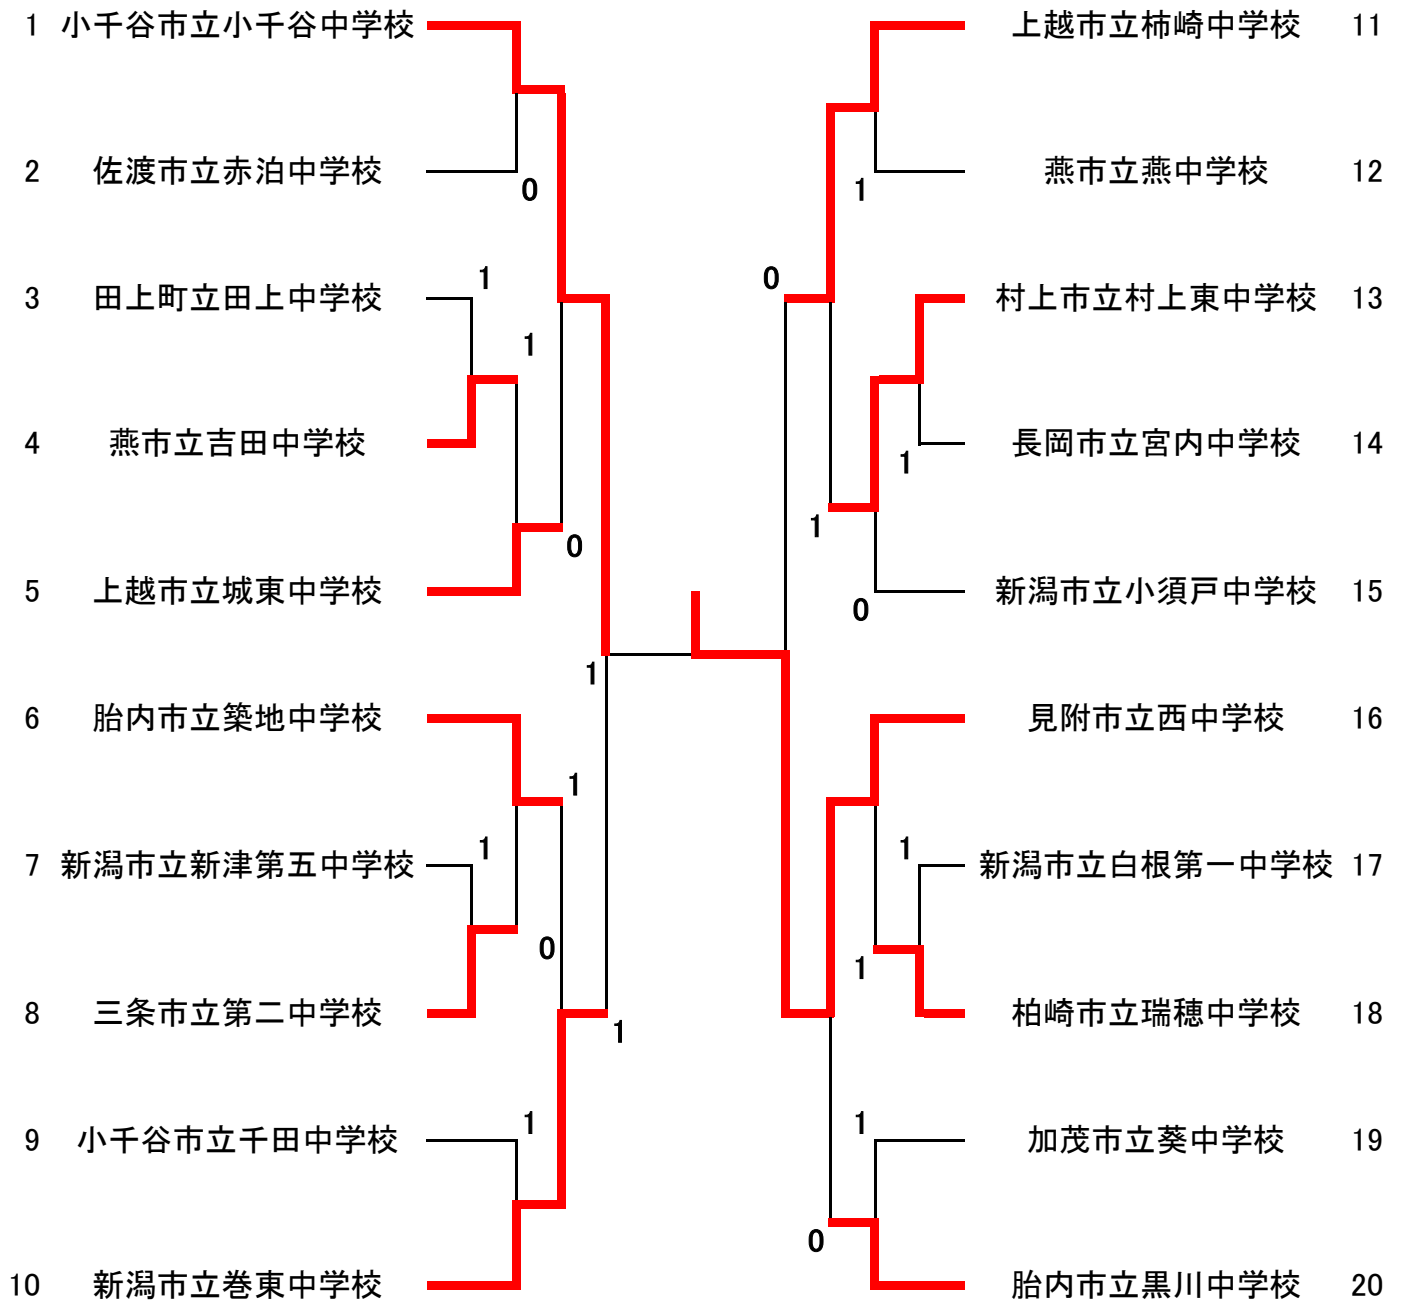 1 小千谷市立小千谷中学校
2 佐渡市立赤泊中学校
0
1
3 田上町立田上中学校
1
4 燕市立吉田中学校
0
5 上越市立城東中学校
1
6 胎内市立築地中学校
1
1
7 新潟市立新津第五中学校
0
8 三条市立第二中学校
1
1
9 小千谷市立千田中学校
10 新潟市立巻東中学校
上越市立柿崎中学校 11
燕市立燕中学校 12
1
0
村上市立村上東中学校 13
長岡市立宮内中学校 14
1
1
新潟市立小須戸中学校 15
0
見附市立西中学校 16
1
新潟市立白根第一中学校 17
1
柏崎市立瑞穂中学校 18
1
加茂市立葵中学校 19
0
胎内市立黒川中学校 20